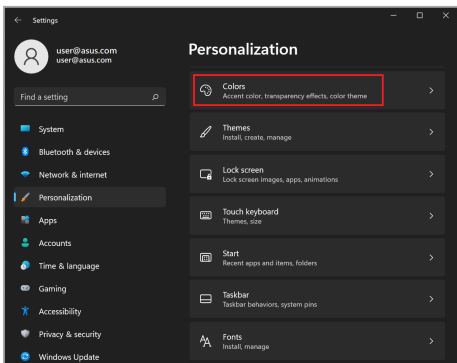 Settings
user@asus.com
user@asus.com
Find a setting
System
Bluetooth & devices
Network & internet
Personalization
Apps
Accounts
Time & language
Gaming
Accessibility
Privacy & security
Windows Update
Personalization
Colors
Accent color, transparency effects, color theme
Themes
Install, create, manage
Lock screen
Lock screen images, apps, animations
Touch keyboard
Themes, size
Start
Recent apps and items, folders
Taskbar
Taskbar behaviors, system pins
Fonts
Install, manage